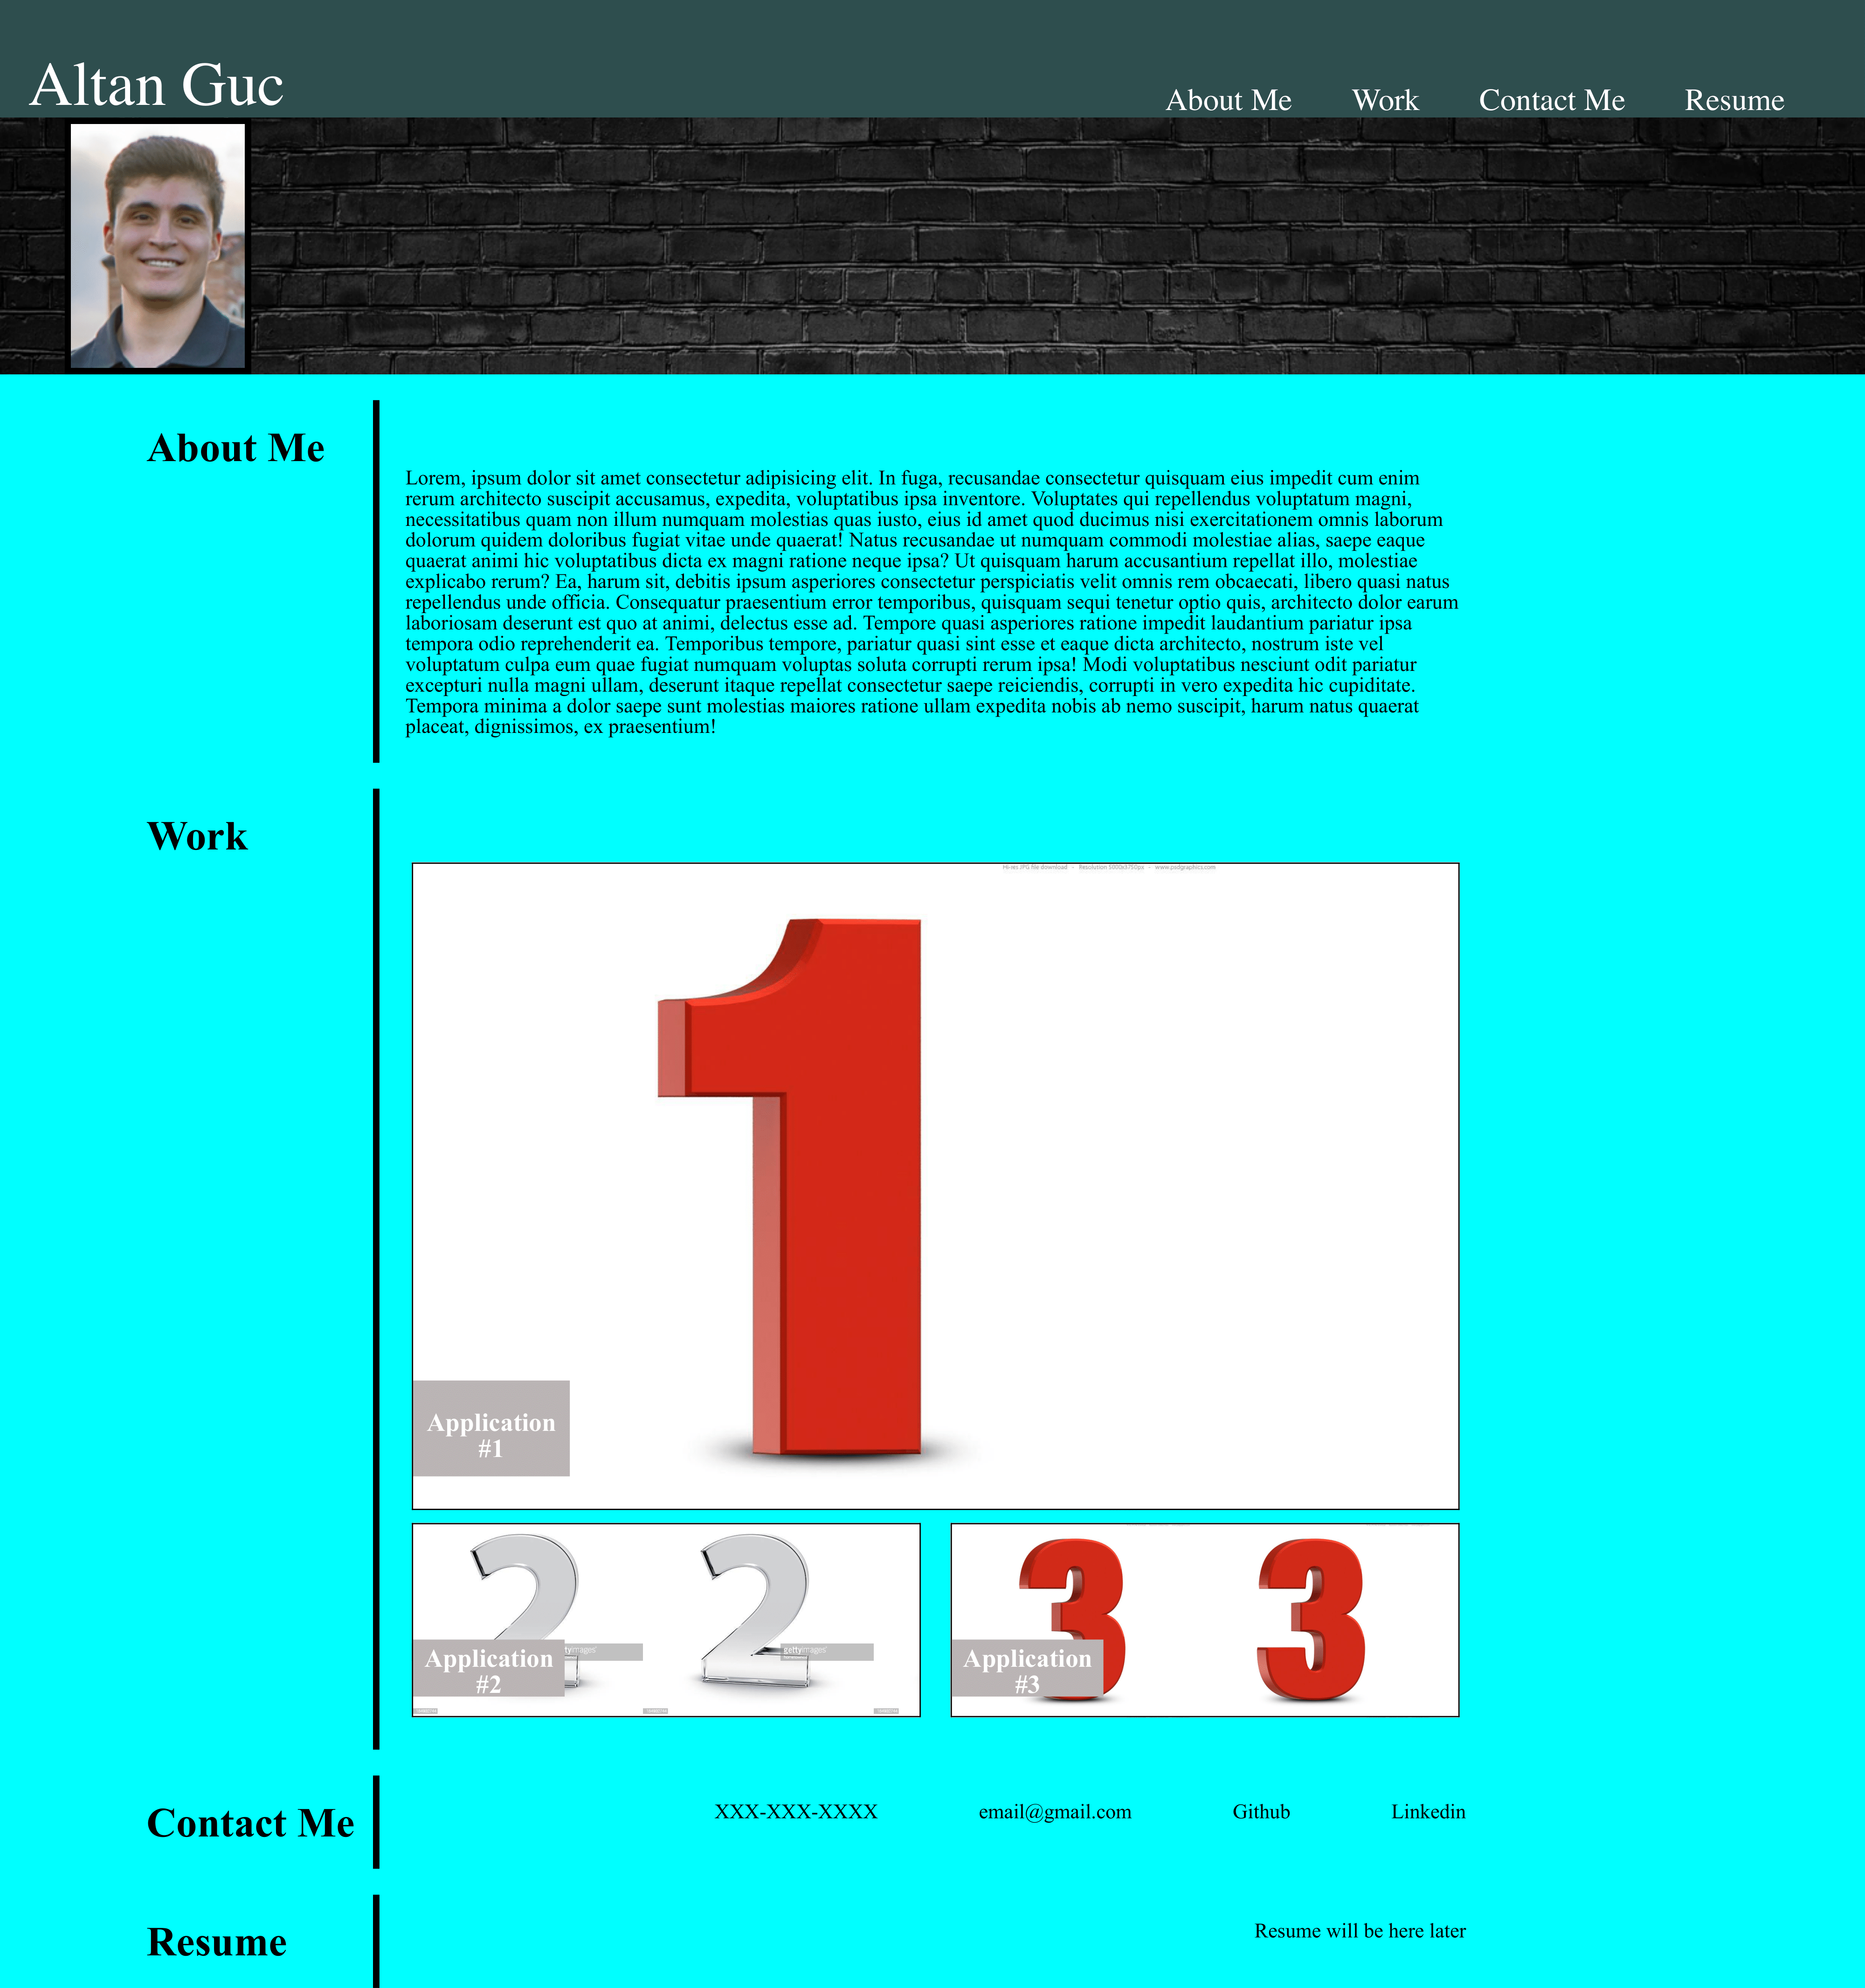 Altan Guc
About Me Work Contact Me Resume
About Me
Lorem, ipsum dolor sit amet consectetur adipisicing elit. In fuga, recusandae consectetur quisquam eius impedit cum enim
rerum architecto suscipit accusamus, expedita, voluptatibus ipsa inventore. Voluptates qui repellendus voluptatum magni,
necessitatibus quam non illum numquam molestias quas iusto, eius id amet quod ducimus nisi exercitationem omnis laborum
dolorum quidem doloribus fugiat vitae unde quaerat! Natus recusandae ut numquam commodi molestiae alias, saepe eaque
quaerat animi hic voluptatibus dicta ex magni ratione neque ipsa? Ut quisquam harum accusantium repellat illo, molestiae
explicabo rerum? Ea, harum sit, debitis ipsum asperiores consectetur perspiciatis velit omnis rem obcaecati, libero quasi natus
repellendus unde officia. Consequatur praesentium error temporibus, quisquam sequi tenetur optio quis, architecto dolor earum
laboriosam deserunt est quo at animi, delectus esse ad. Tempore quasi asperiores ratione impedit laudantium pariatur ipsa
tempora odio reprehenderit ea. Temporibus tempore, pariatur quasi sint esse et eaque dicta architecto, nostrum iste vel
voluptatum culpa eum quae fugiat numquam voluptas soluta corrupti rerum ipsa! Modi voluptatibus nesciunt odit pariatur
excepturi nulla magni ullam, deserunt itaque repellat consectetur saepe reiciendis, corrupti in vero expedita hic cupiditate.
Tempora minima a dolor saepe sunt molestias maiores ratione ullam expedita nobis ab nemo suscipit, harum natus quaerat
placeat, dignissimos, ex praesentium!
Work
Hi-res JPG file download - Resolution 5000x3750px - www.psdgraphics.com
1
Application
#1
2 2
tyimages gettyimages
Application
#2
3 3
Application
#3
Contact Me
XXX-XXX-XXXX email@gmail.com Github Linkedin
Resume
Resume will be here later